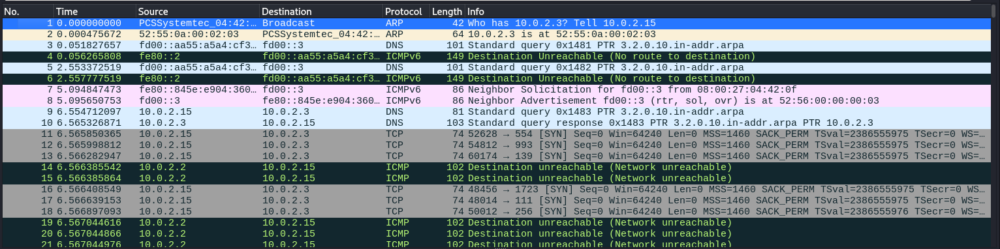 No. Time Source Destination Protocol Length Info
1 0.000000000 PCSSystemtec_04:42:… Broadcast ARP 42 Who has 10.0.2.3? Tell 10.0.2.15
2 0.000475672 52:55:0a:00:02:03 PCSSystemtec_04:42:… ARP 64 10.0.2.3 is at 52:55:0a:00:02:03
3 0.051827657 fd00::aa55:a5a4:cf3… fd00::3 DNS 101 Standard query 0x1481 PTR 3.2.0.10.in-addr.arpa
4 0.056265808 fe80::2 fd00::aa55:a5a4:cf3… ICMPv6 149 Destination Unreachable (No route to destination)
5 2.553372519 fd00::aa55:a5a4:cf3… fd00::3 DNS 101 Standard query 0x1482 PTR 3.2.0.10.in-addr.arpa
6 2.557777519 fe80::2 fd00::aa55:a5a4:cf3… ICMPv6 149 Destination Unreachable (No route to destination)
7 5.094847473 fe80::845e:e904:360… fd00::3 ICMPv6 86 Neighbor Solicitation for fd00::3 from 08:00:27:04:42:0f
8 5.095650753 fd00::3 fe80::845e:e904:360… ICMPv6 86 Neighbor Advertisement fd00::3 (rtr, sol, ovr) is at 52:56:00:00:00:03
9 6.554712097 10.0.2.15 10.0.2.3 DNS 81 Standard query 0x1483 PTR 3.2.0.10.in-addr.arpa
10 6.565326871 10.0.2.3 10.0.2.15 DNS 103 Standard query response 0x1483 PTR 3.2.0.10.in-addr.arpa PTR 10.0.2.3
11 6.565850365 10.0.2.15 10.0.2.3 TCP 74 52628 → 554 [SYN] Seq=0 Win=64240 Len=0 MSS=1460 SACK_PERM TSval=2386555975 TSecr=0 WS=…
12 6.565998812 10.0.2.15 10.0.2.3 TCP 74 54812 → 993 [SYN] Seq=0 Win=64240 Len=0 MSS=1460 SACK_PERM TSval=2386555975 TSecr=0 WS=…
13 6.566282947 10.0.2.15 10.0.2.3 TCP 74 60174 → 139 [SYN] Seq=0 Win=64240 Len=0 MSS=1460 SACK_PERM TSval=2386555975 TSecr=0 WS=…
14 6.566385542 10.0.2.2 10.0.2.15 ICMP 102 Destination unreachable (Network unreachable)
15 6.566385864 10.0.2.2 10.0.2.15 ICMP 102 Destination unreachable (Network unreachable)
16 6.566408549 10.0.2.15 10.0.2.3 TCP 74 48456 → 1723 [SYN] Seq=0 Win=64240 Len=0 MSS=1460 SACK_PERM TSval=2386555975 TSecr=0 WS…
17 6.566639153 10.0.2.15 10.0.2.3 TCP 74 48014 → 111 [SYN] Seq=0 Win=64240 Len=0 MSS=1460 SACK_PERM TSval=2386555975 TSecr=0 WS=…
18 6.566897093 10.0.2.15 10.0.2.3 TCP 74 50012 → 256 [SYN] Seq=0 Win=64240 Len=0 MSS=1460 SACK_PERM TSval=2386555976 TSecr=0 WS=…
19 6.567044616 10.0.2.2 10.0.2.15 ICMP 102 Destination unreachable (Network unreachable)
20 6.567044866 10.0.2.2 10.0.2.15 ICMP 102 Destination unreachable (Network unreachable)
21 6.567044976 10.0.2.2 10.0.2.15 ICMP 102 Destination unreachable (Network unreachable)